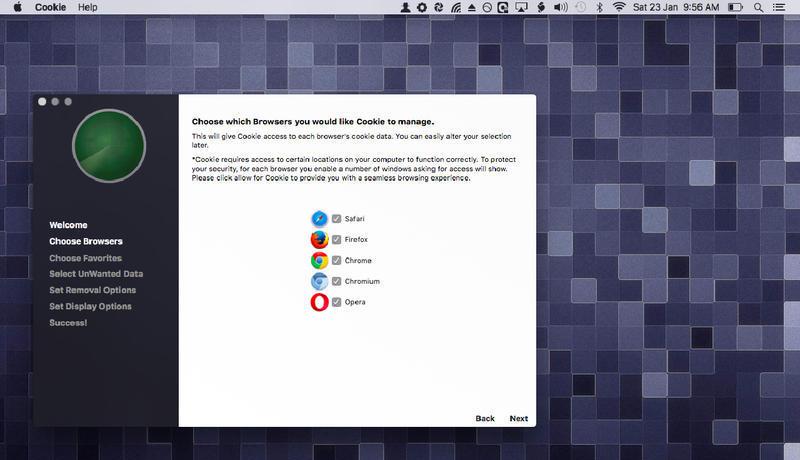 Cookie Help Sat 23 Jan 9:56 AM
Choose which Browsers you would like Cookie to manage.
This will give Cookie access to each browser's cookie data. You can easily alter your selection
later.
*Cookie requires access to certain locations on your computer to function correctly. To protect
your security, for each browser you enable a number of windows asking for access will show.
Please click allow for Cookie to provide you with a seamless browsing experience.
Welcome
Choose Browsers
Choose Favorites
Select UnWanted Data
Set Removal Options
Set Display Options
Success!
Safari
Firefox
Chrome
Chromium
Opera
Back Next